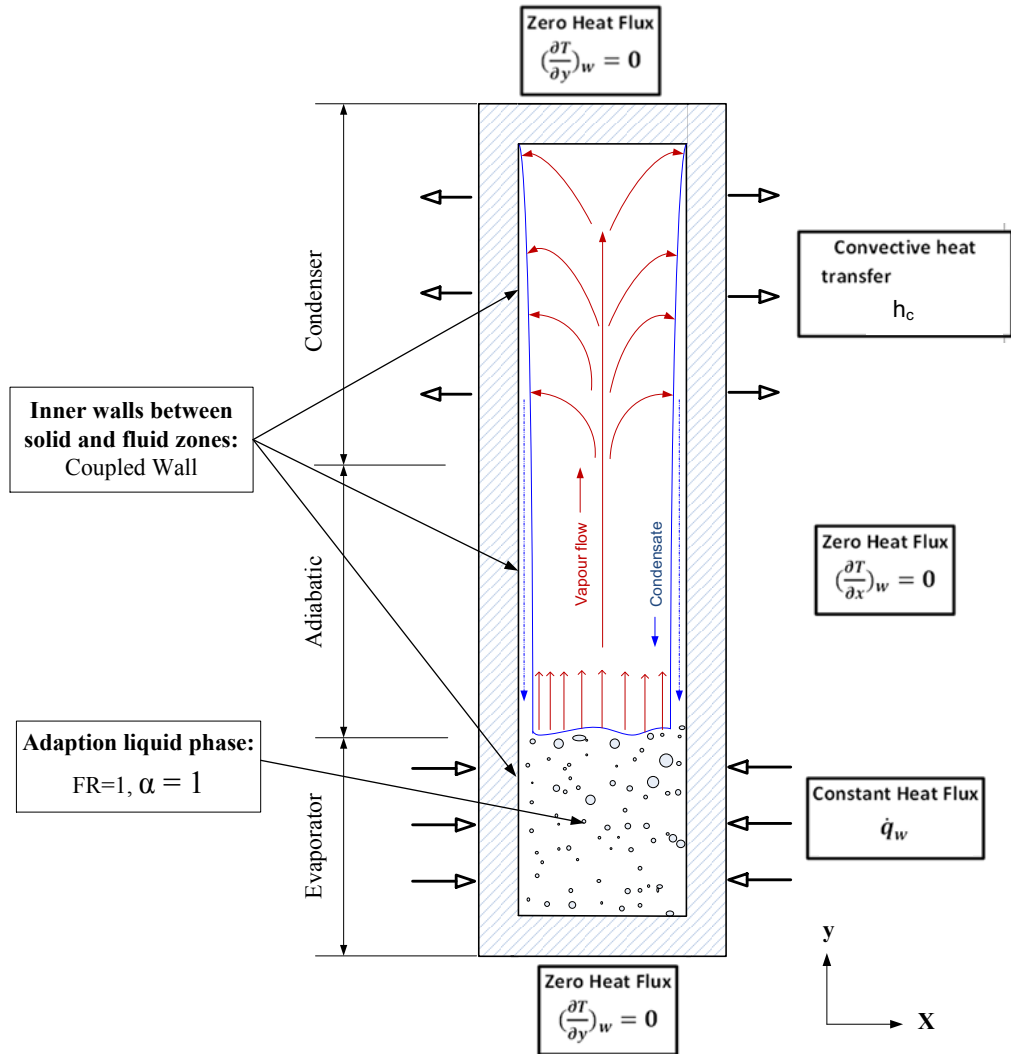 Zero Heat Flux
(∂T/∂y)w = 0
Condenser
Convective heat
transfer
hc
Inner walls between
solid and fluid zones:
Coupled Wall
Adiabatic
Vapour flow
Condensate
Zero Heat Flux
(∂T/∂x)w = 0
Adaption liquid phase:
FR=1, α = 1
Evaporator
Constant Heat Flux
q̇w
y
X
Zero Heat Flux
(∂T/∂y)w = 0